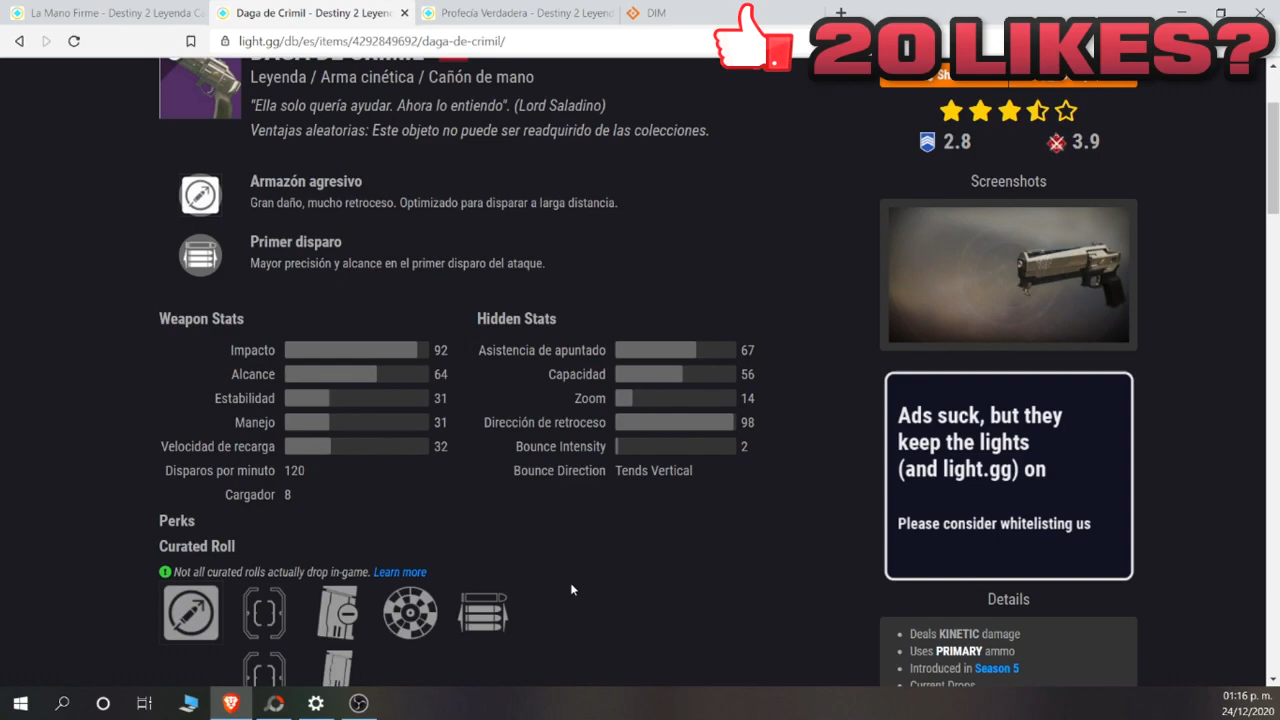 La Mano Firme - Destiny 2 Leyenda C
Daga de Crimil - Destiny 2 Leyen
Profecía Verdadera - Destiny 2 Leyend
DIM
light.gg/db/es/items/4292849692/daga-de-crimil/
20 LIKES?
Leyenda / Arma cinética / Cañón de mano
"Ella solo quería ayudar. Ahora lo entiendo". (Lord Saladino)
Ventajas aleatorias: Este objeto no puede ser readquirido de las colecciones.
2.8
3.9
Screenshots
Armazón agresivo
Gran daño, mucho retroceso. Optimizado para disparar a larga distancia.
Primer disparo
Mayor precisión y alcance en el primer disparo del ataque.
Weapon Stats
Impacto 92
Alcance 64
Estabilidad 31
Manejo 31
Velocidad de recarga 32
Disparos por minuto 120
Cargador 8
Hidden Stats
Asistencia de apuntado 67
Capacidad 56
Zoom 14
Dirección de retroceso 98
Bounce Intensity 2
Bounce Direction Tends Vertical
Ads suck, but they
keep the lights
(and light.gg) on
Please consider whitelisting us
Perks
Curated Roll
Not all curated rolls actually drop in-game. Learn more
Details
Deals KINETIC damage
Uses PRIMARY ammo
Introduced in Season 5
01:16 p. m.
24/12/2020